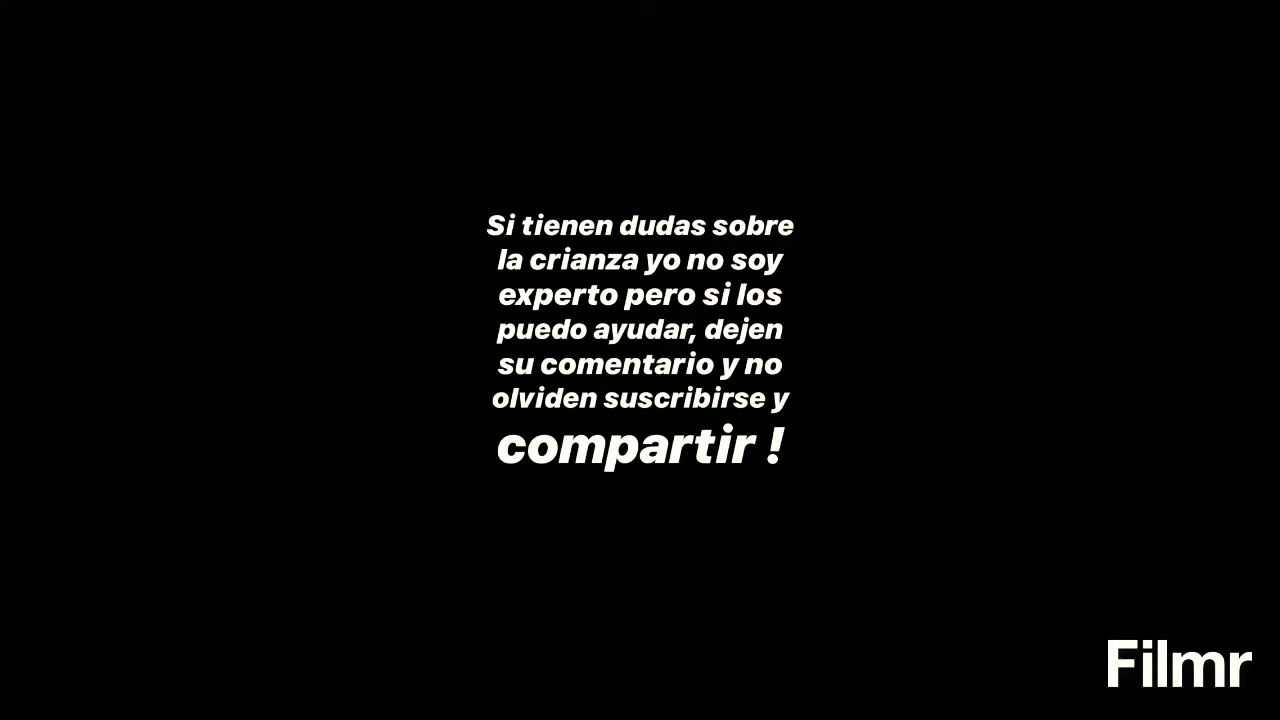 Si tienen dudas sobre
la crianza yo no soy
experto pero si los
puedo ayudar, dejen
su comentario y no
olviden suscribirse y
compartir !
Filmr